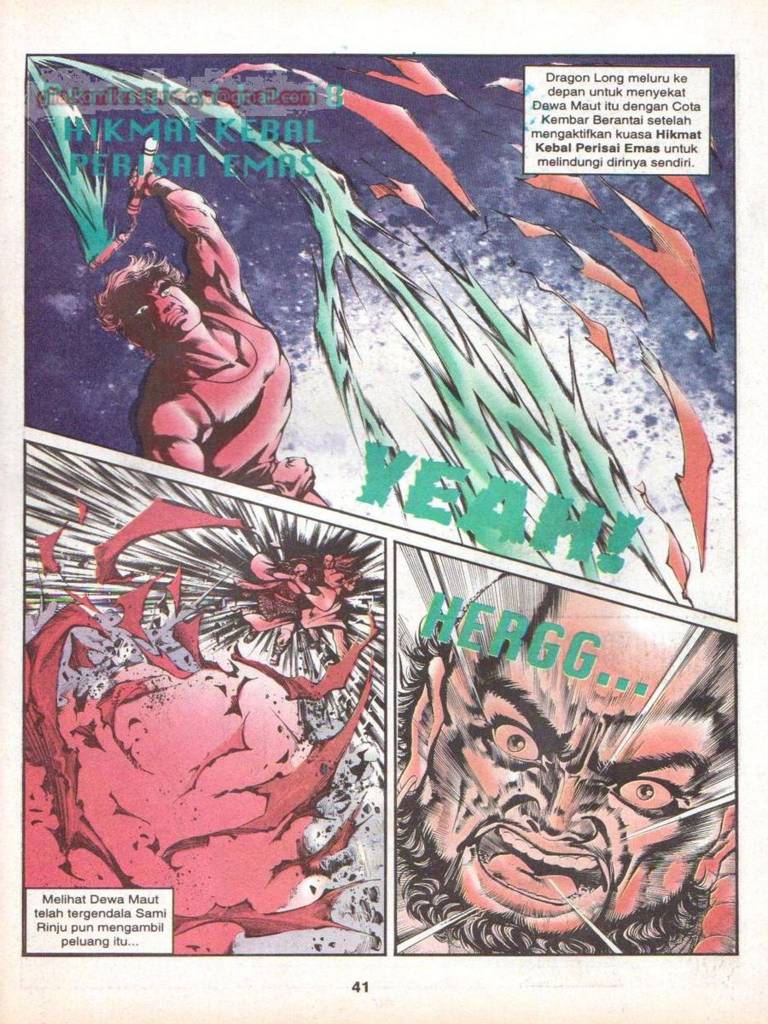 HIKMAT KEBAL
PERISAI EMAS
Dragon Long meluru ke
depan untuk menyekat
Dewa Maut itu dengan Cota
Kembar Berantai setelah
mengaktifkan kuasa Hikmat
Kebal Perisai Emas untuk
melindungi dirinya sendiri.
YEAH!
HERGG...
Melihat Dewa Maut
telah tergendala Sami
Rinju pun mengambil
peluang itu...
41